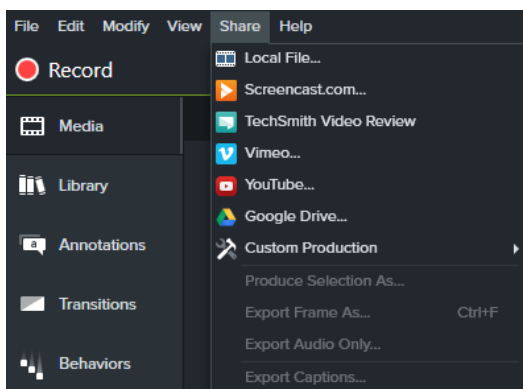 File Edit Modify View Share Help
Record
Media
Library
a
Annotations
Transitions
Behaviors
Local File...
Screencast.com...
TechSmith Video Review
Vimeo...
YouTube...
Google Drive...
Custom Production
Produce Selection As...
Export Frame As... Ctrl+F
Export Audio Only...
Export Captions...